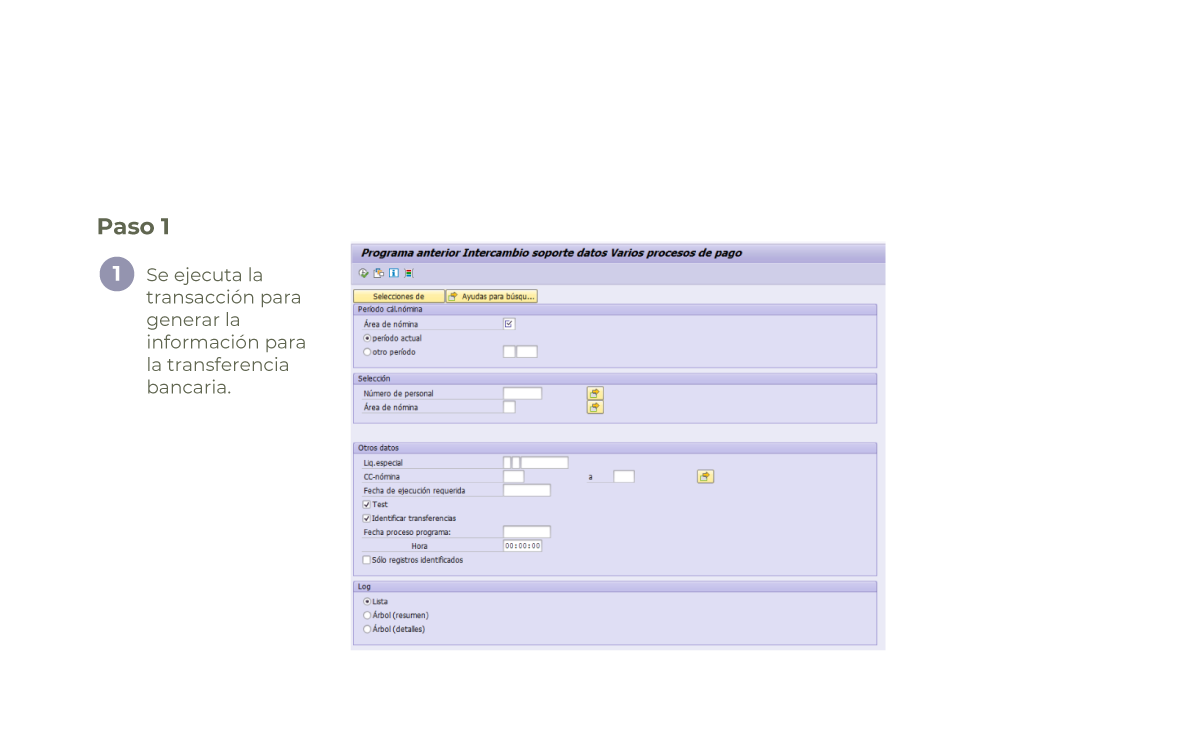 Paso 1
1
Se ejecuta la
transacción para
generar la
información para
la transferencia
bancaria.
Programa anterior Intercambio soporte datos Varios procesos de pago
Selecciones de
Ayudas para búsqu...
Período cál.nómina
Área de nómina
período actual
otro período
Selección
Número de personal
Área de nómina
Otros datos
Liq.especial
CC-nómina a
Fecha de ejecución requerida
Test
Identificar transferencias
Fecha proceso programa:
Hora 00:00:00
Sólo registros identificados
Log
Lista
Árbol (resumen)
Árbol (detalles)